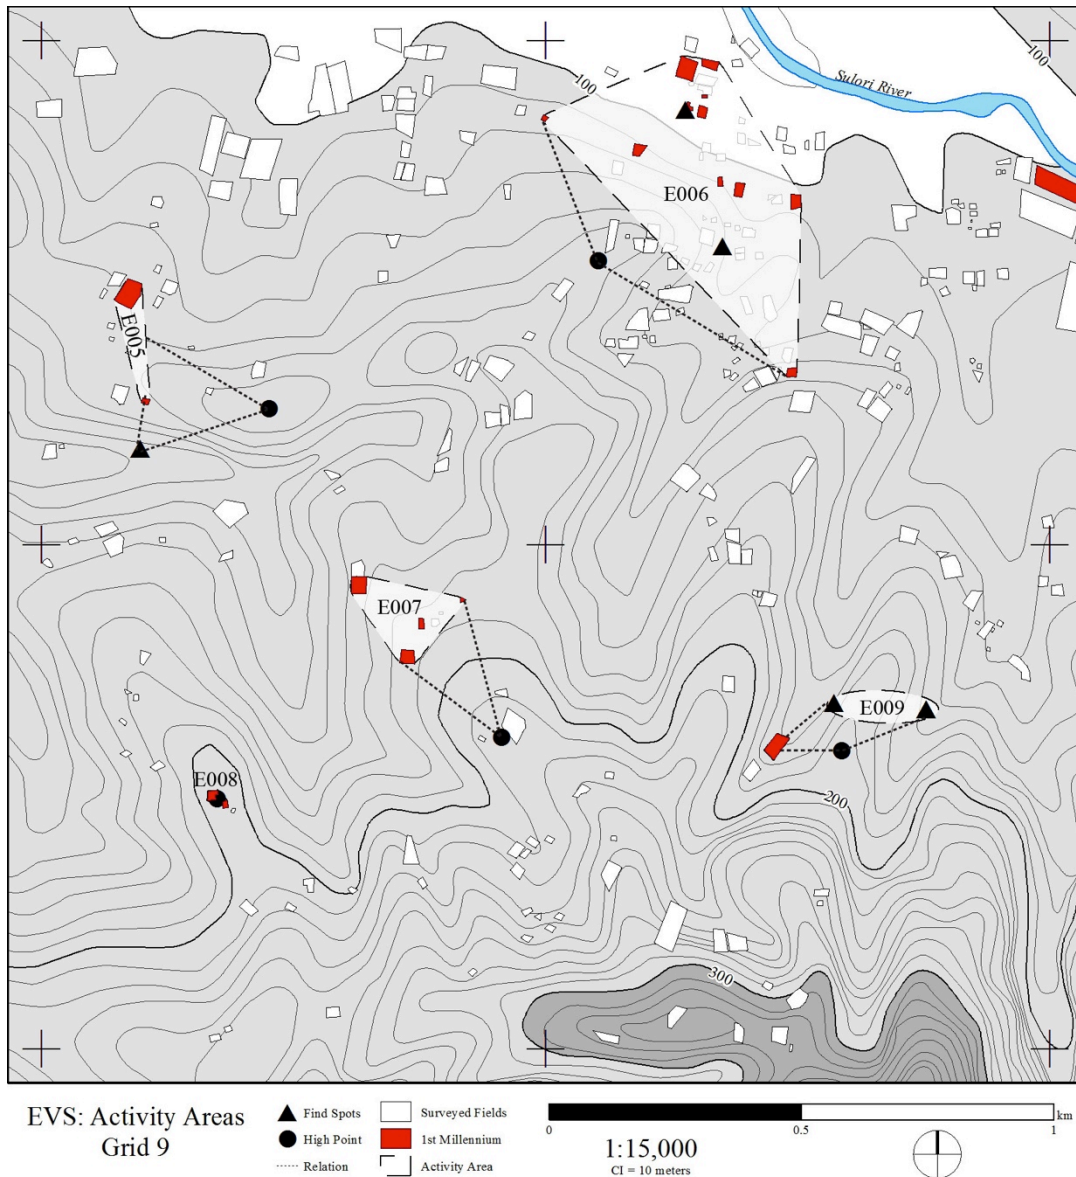 100
Sulori River
100
E006
E005
E007
E009
E008
200
300
EVS: Activity Areas
Grid 9
Find Spots
High Point
Relation
Surveyed Fields
1st Millennium
Activity Area
km
0
0.5
1
1:15,000
CI = 10 meters